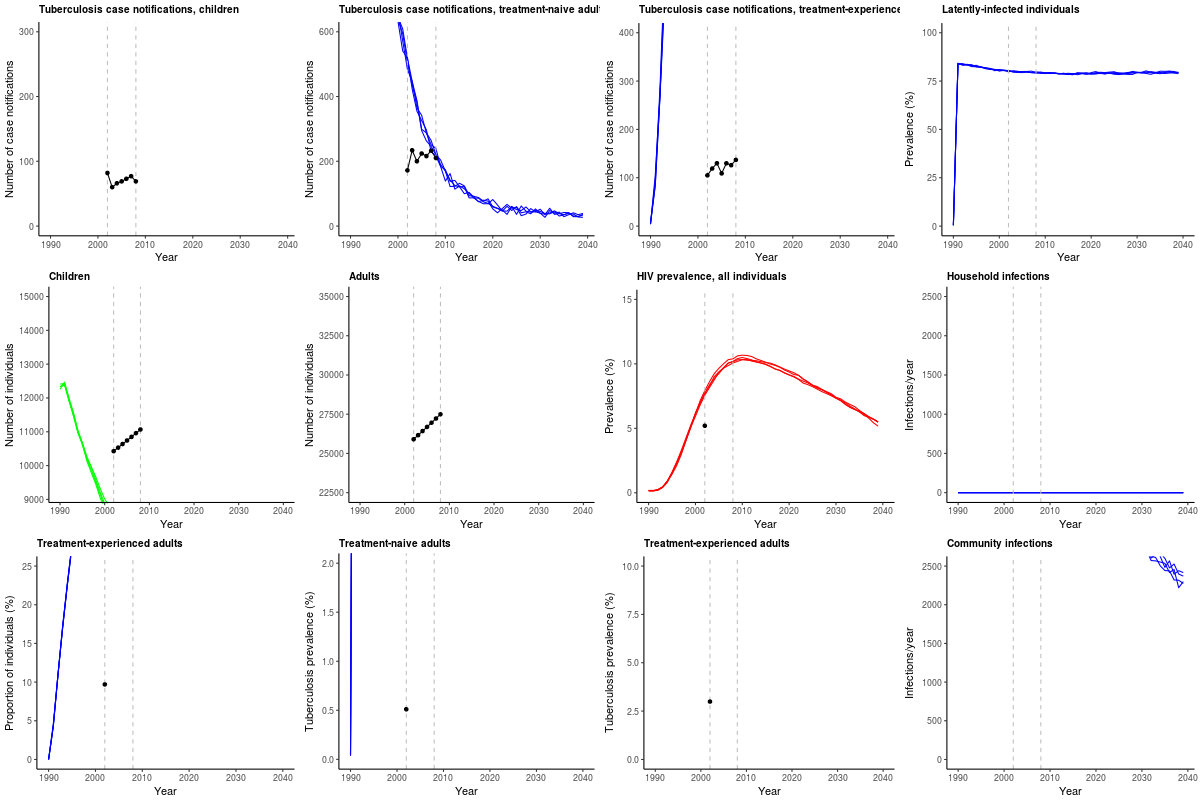 Tuberculosis case notifications, children
Number of case notifications
300
200
100
0
1990 2000 2010 2020 2030 2040
Year
Tuberculosis case notifications, treatment-naive adul
Number of case notifications
600
400
200
0
1990 2000 2010 2020 2030 2040
Year
Tuberculosis case notifications, treatment-experience
Number of case notifications
400
300
200
100
0
1990 2000 2010 2020 2030 2040
Year
Latently-infected individuals
Prevalence (%)
100
75
50
25
0
1990 2000 2010 2020 2030 2040
Year
Children
Number of individuals
15000
14000
13000
12000
11000
10000
9000
1990 2000 2010 2020 2030 2040
Year
Adults
Number of individuals
35000
32500
30000
27500
25000
22500
1990 2000 2010 2020 2030 2040
Year
HIV prevalence, all individuals
Prevalence (%)
15
10
5
0
1990 2000 2010 2020 2030 2040
Year
Household infections
Infections/year
2500
2000
1500
1000
500
0
1990 2000 2010 2020 2030 2040
Year
Treatment-experienced adults
Proportion of individuals (%)
25
20
15
10
5
0
1990 2000 2010 2020 2030 2040
Year
Treatment-naive adults
Tuberculosis prevalence (%)
2.0
1.5
1.0
0.5
0.0
1990 2000 2010 2020 2030 2040
Year
Treatment-experienced adults
Tuberculosis prevalence (%)
10.0
7.5
5.0
2.5
0.0
1990 2000 2010 2020 2030 2040
Year
Community infections
Infections/year
2500
2000
1500
1000
500
0
1990 2000 2010 2020 2030 2040
Year